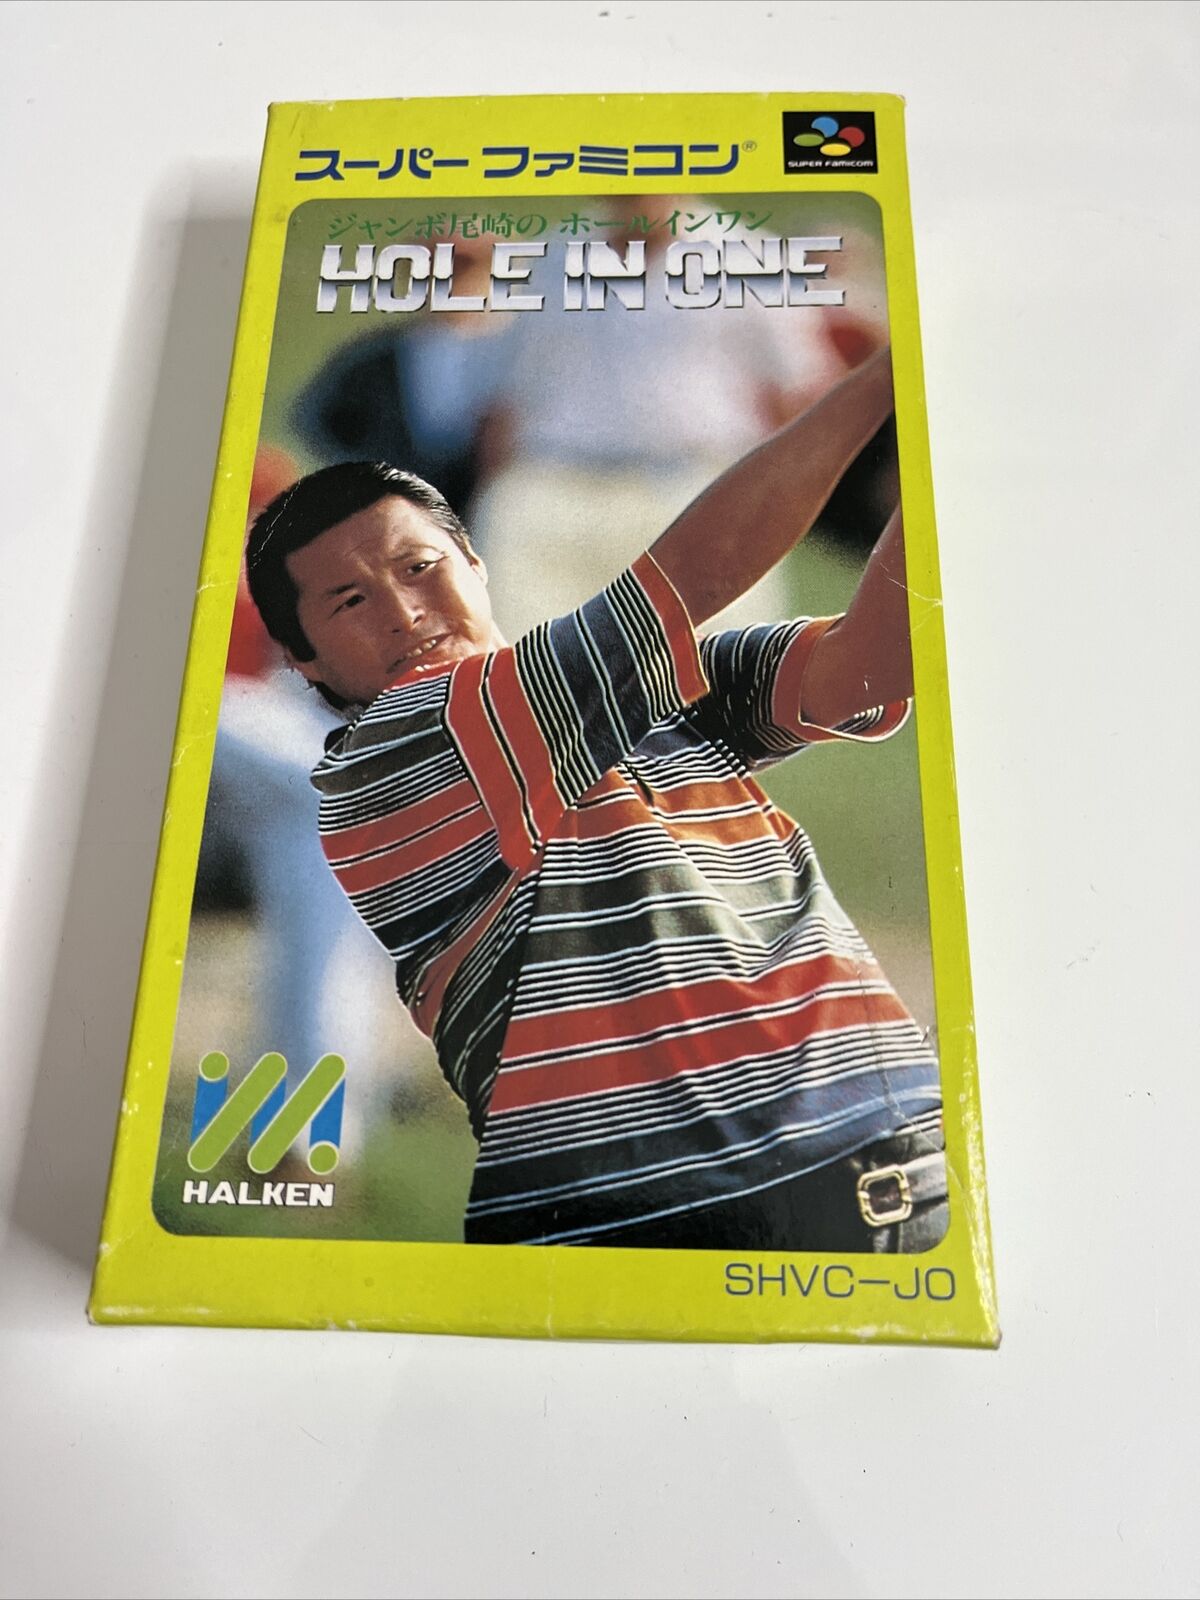 スーパー ファミコン®
SUPER FAMICOM
ジャンボ尾崎の ホールインワン
HOLE IN ONE
HALKEN
SHVC-JO